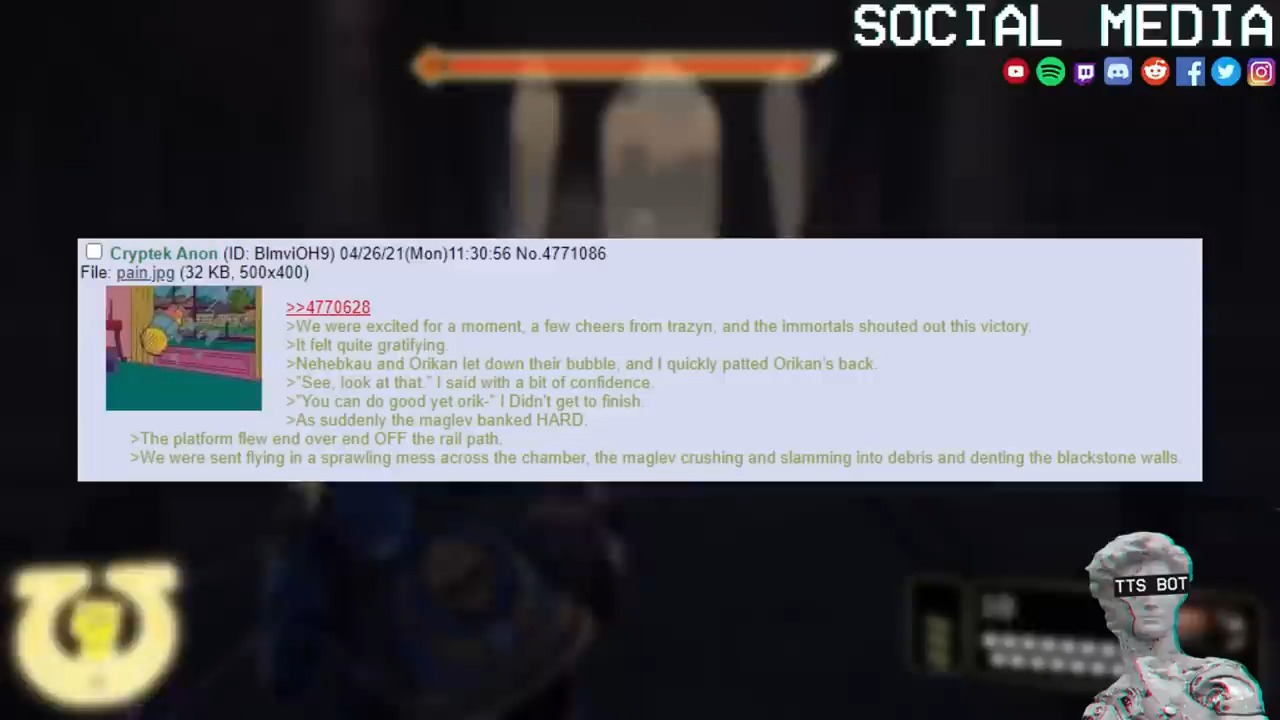 SOCIAL MEDIA
Cryptek Anon (ID: BlmviOH9) 04/26/21(Mon)11:30:56 No.4771086
File: pain.jpg (32 KB, 500x400)
>>4770628
>We were excited for a moment, a few cheers from trazyn, and the immortals shouted out this victory.
>It felt quite gratifying.
>Nehebkau and Orikan let down their bubble, and I quickly patted Orikan's back.
>"See, look at that." I said with a bit of confidence.
>"You can do good yet orik-" I Didn't get to finish.
>As suddenly the maglev banked HARD.
>The platform flew end over end OFF the rail path.
>We were sent flying in a sprawling mess across the chamber, the maglev crushing and slamming into debris and denting the blackstone walls.
TTS BOT